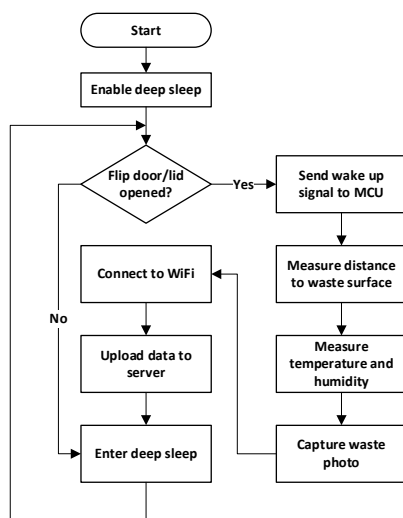 Start
Enable deep sleep
Flip door/lid
opened?
Yes
Send wake up
signal to MCU
Measure distance
to waste surface
Measure
temperature and
humidity
Capture waste
photo
Connect to WiFi
Upload data to
server
No
Enter deep sleep